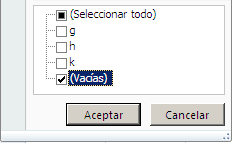 (Seleccionar todo)
g
h
k
(Vacías)
Aceptar
Cancelar